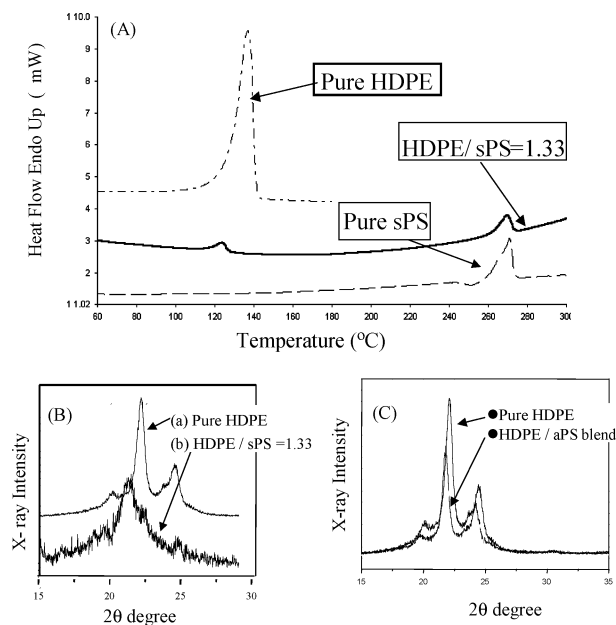 (A)
Heat Flow Endo Up ( mW)
1 10.0
9
8
7
6
5
4
3
2
11.02
Pure HDPE
HDPE/ sPS=1.33
Pure sPS
60 80 100 120 140 160 180 200 220 240 260 280 300
Temperature (°C)
(B)
X- ray Intensity
(a) Pure HDPE
(b) HDPE / sPS =1.33
15 20 25 30
2θ degree
(C)
X- ray Intensity
●Pure HDPE
●HDPE / aPS blend
15 20 25 30 35
2θ degree